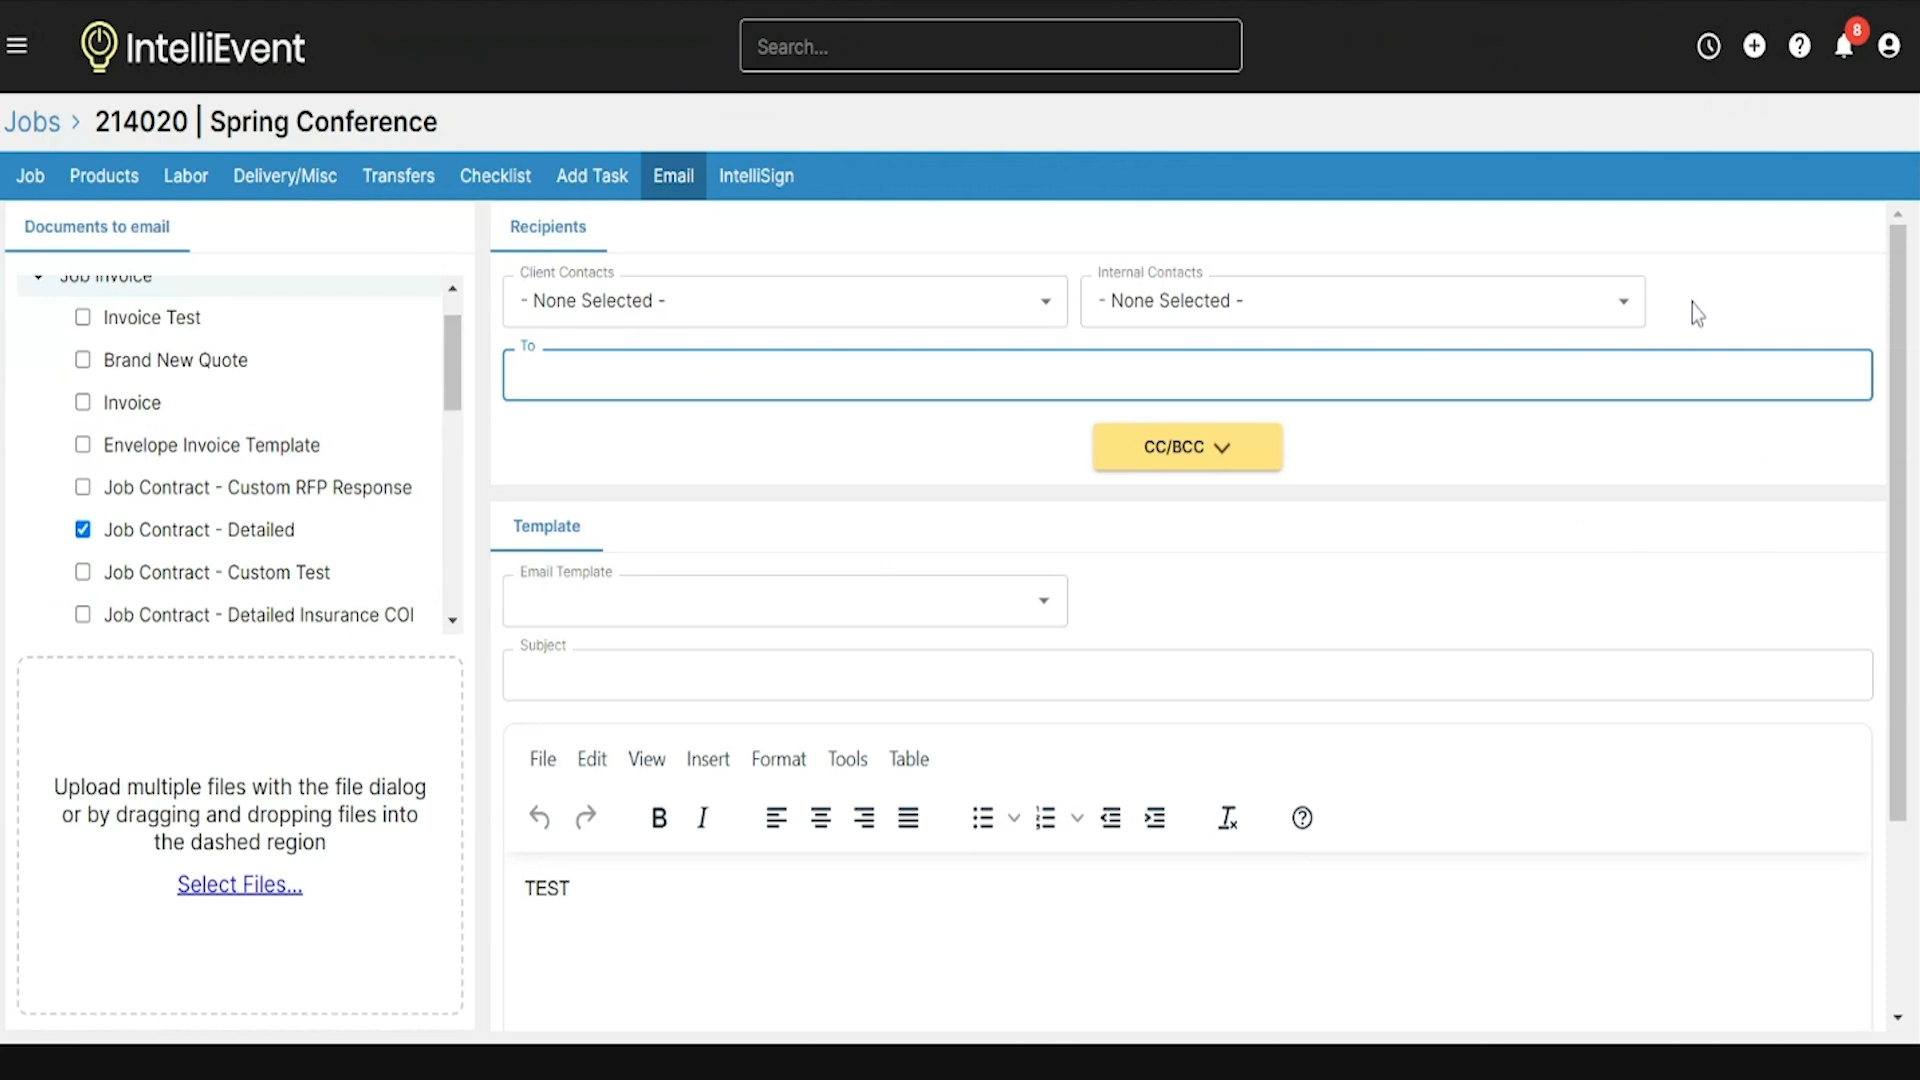 IntelliEvent
Search...
8
Jobs > 214020 | Spring Conference
Job Products Labor Delivery/Misc Transfers Checklist Add Task Email IntelliSign
Documents to email
Job Invoice
Invoice Test
Brand New Quote
Invoice
Envelope Invoice Template
Job Contract - Custom RFP Response
Job Contract - Detailed
Job Contract - Custom Test
Job Contract - Detailed Insurance COI
Upload multiple files with the file dialog
or by dragging and dropping files into
the dashed region
Select Files...
Recipients
Client Contacts
- None Selected -
Internal Contacts
- None Selected -
To
CC/BCC
Template
Email Template
Subject
File Edit View Insert Format Tools Table
B I
TEST